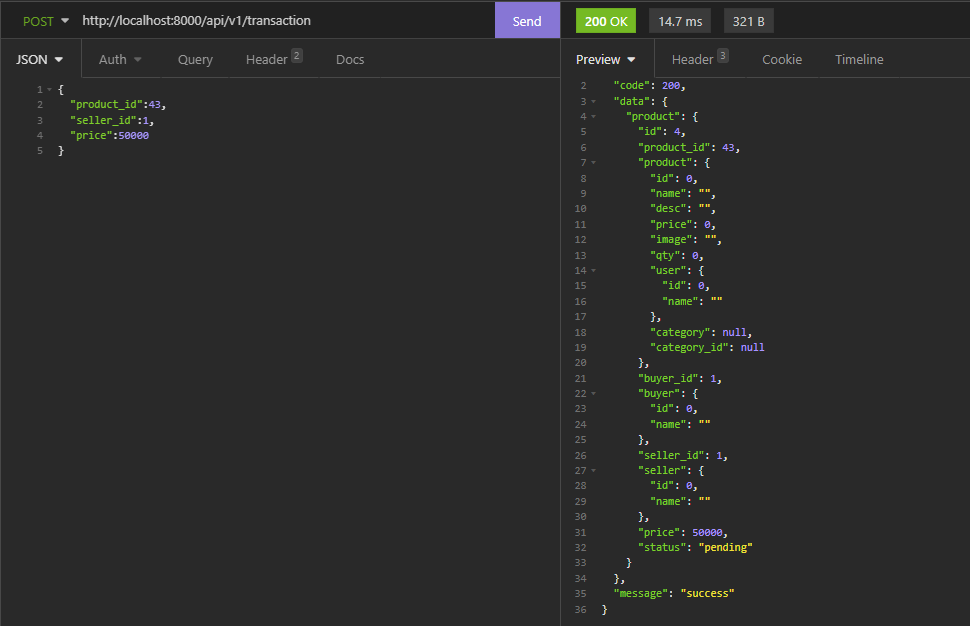 POST http://localhost:8000/api/v1/transaction Send 200 OK 14.7 ms 321 B
JSON Auth Query Header 2 Docs Preview Header 3 Cookie Timeline
1 {
2 "product_id":43,
3 "seller_id":1,
4 "price":50000
5 }
2 "code": 200,
3 "data": {
4 "product": {
5 "id": 4,
6 "product_id": 43,
7 "product": {
8 "id": 0,
9 "name": "",
10 "desc": "",
11 "price": 0,
12 "image": "",
13 "qty": 0,
14 "user": {
15 "id": 0,
16 "name": ""
17 },
18 "category": null,
19 "category_id": null
20 },
21 "buyer_id": 1,
22 "buyer": {
23 "id": 0,
24 "name": ""
25 },
26 "seller_id": 1,
27 "seller": {
28 "id": 0,
29 "name": ""
30 },
31 "price": 50000,
32 "status": "pending"
33 }
34 },
35 "message": "success"
36 }